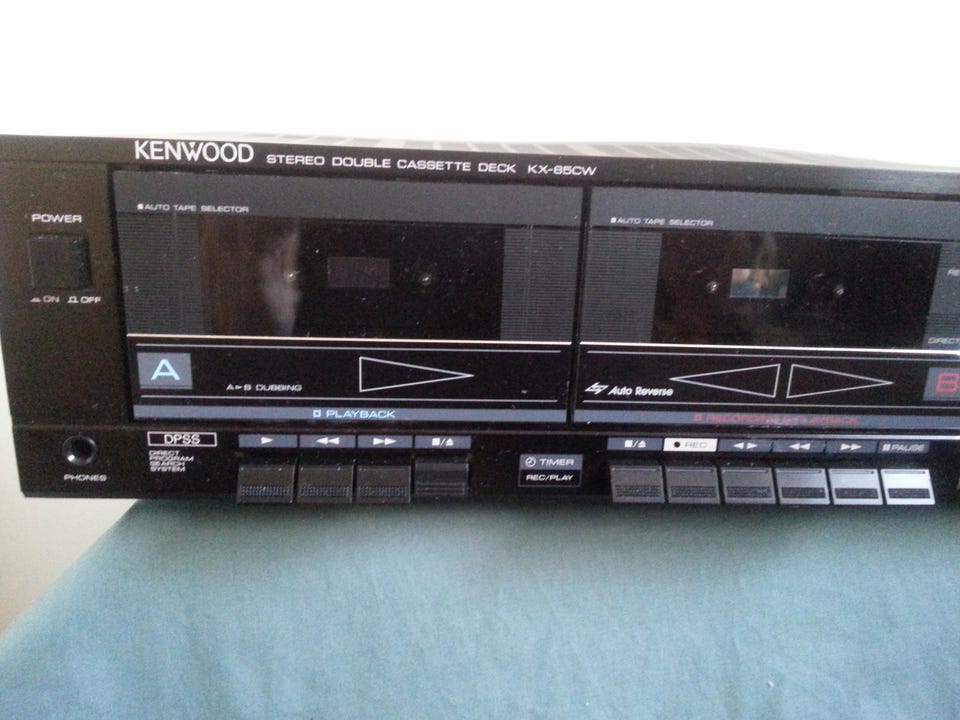 KENWOOD STEREO DOUBLE CASSETTE DECK KX-65CW
AUTO TAPE SELECTOR
AUTO TAPE SELECTOR
POWER
ON OFF
DIRECT
A
A B DUBBING
Auto Reverse
B
PLAYBACK
DPSS
DIRECT
PROGRAM
SEARCH
SYSTEM
PHONES
TIMER
REC/PLAY
REC
PAUSE